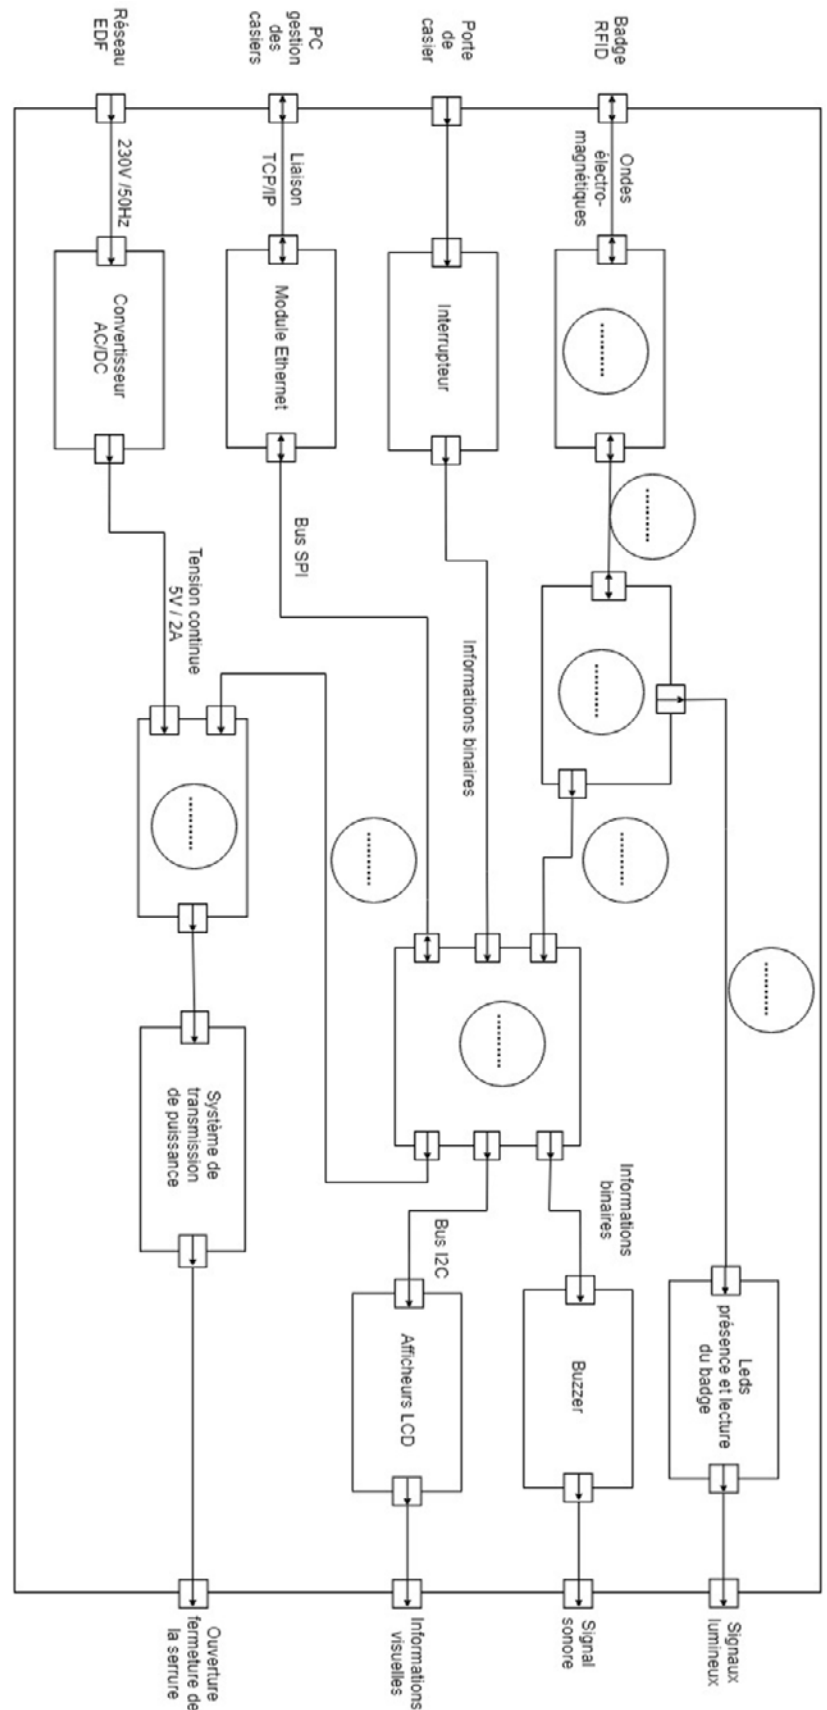 Badge
RFID
Ondes
électro-
magnétiques
..........
..........
..........
..........
..........
Leds
présence et lecture
du badge
Signaux
lumineux
Porte
de
casier
Interrupteur
Informations binaires
..........
Informations
binaires
Buzzer
Signal
sonore
PC
gestion
des
casiers
Liaison
TCP/IP
Module Ethernet
Bus SPI
..........
Bus I2C
Afficheurs LCD
Informations
visuelles
Réseau
EDF
230V /50Hz
Convertisseur
AC/DC
Tension continue
5V / 2A
..........
Système de
transmission
de puissance
Ouverture
fermeture de
la serrure